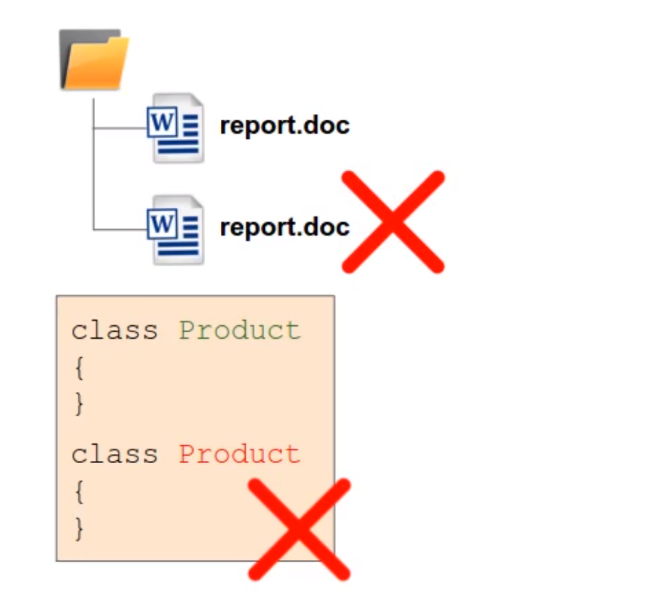 W report.doc
W report.doc
class Product
{
}
class Product
{
}